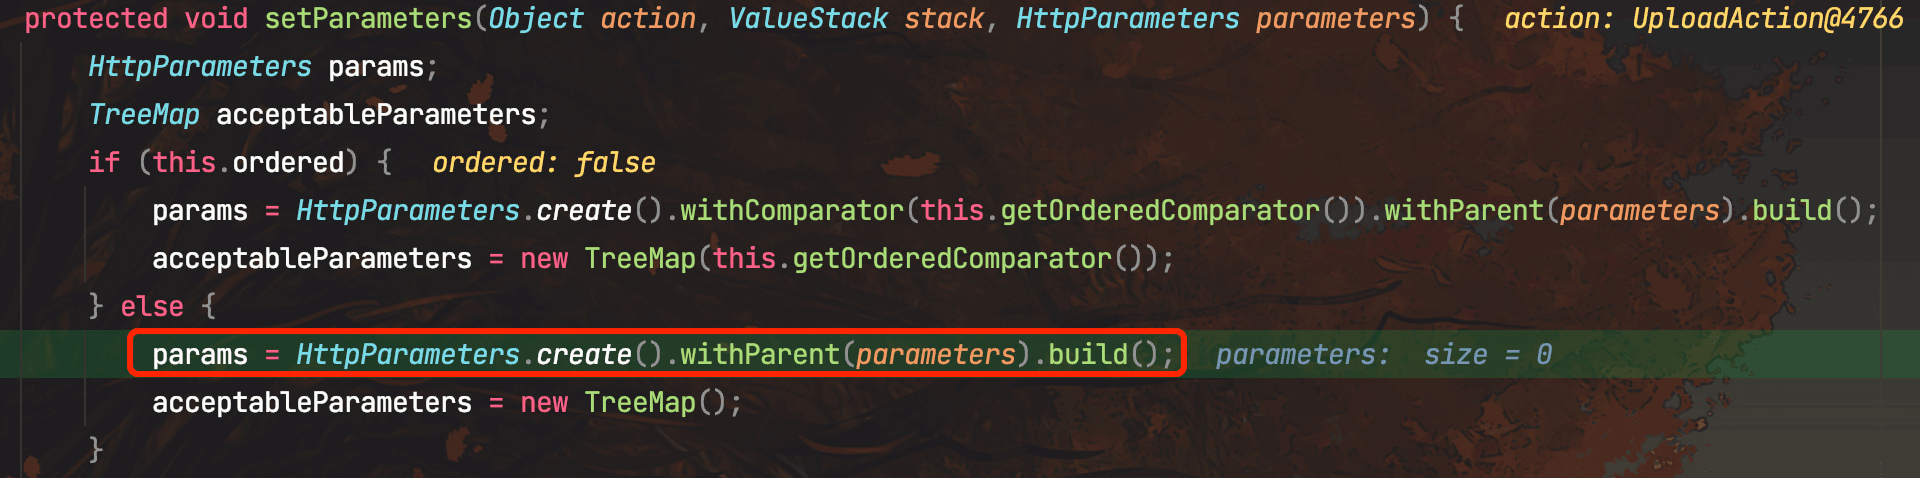 protected void setParameters(Object action, ValueStack stack, HttpParameters parameters) {  action: UploadAction@4766
    HttpParameters params;
    TreeMap acceptableParameters;
    if (this.ordered) {  ordered: false
        params = HttpParameters.create().withComparator(this.getOrderedComparator()).withParent(parameters).build();
        acceptableParameters = new TreeMap(this.getOrderedComparator());
    } else {
        params = HttpParameters.create().withParent(parameters).build();  parameters:  size = 0
        acceptableParameters = new TreeMap();
    }